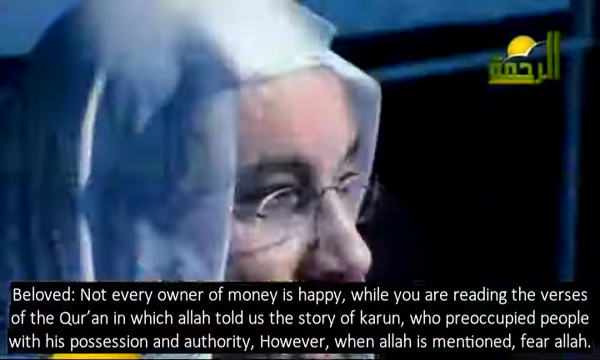 الرحمة
Beloved: Not every owner of money is happy, while you are reading the verses
of the Qur’an in which allah told us the story of karun, who preoccupied people
with his possession and authority, However, when allah is mentioned, fear allah.